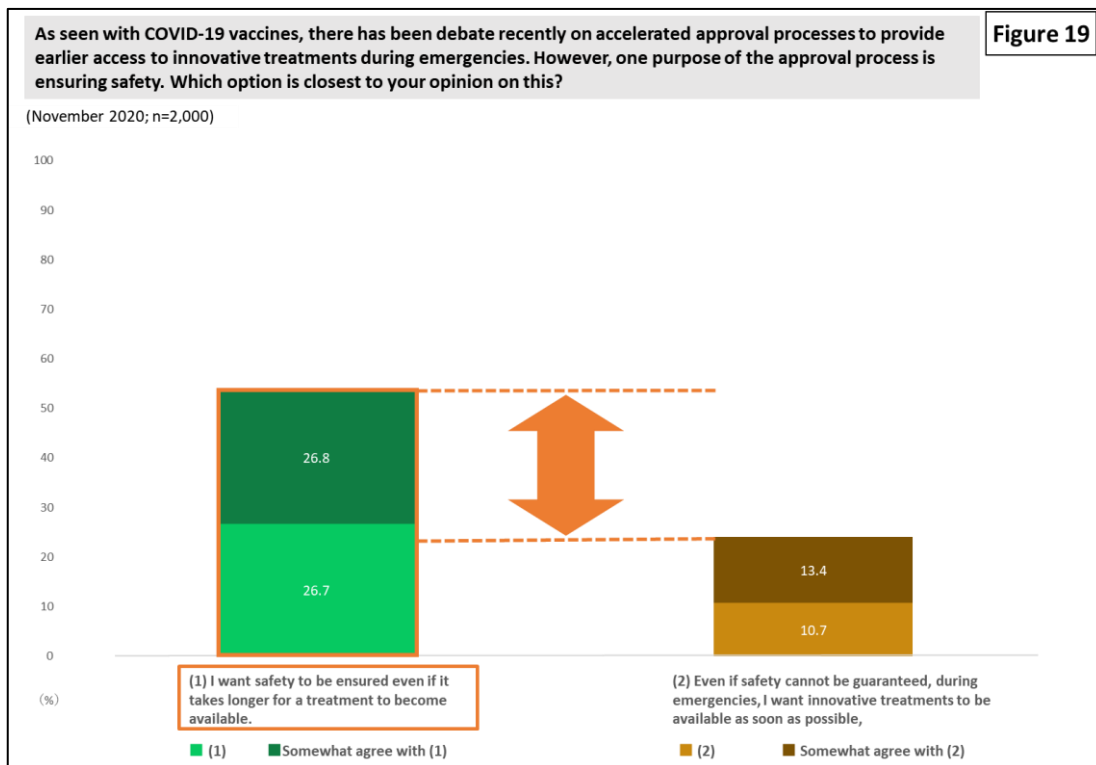 As seen with COVID-19 vaccines, there has been debate recently on accelerated approval processes to provide
earlier access to innovative treatments during emergencies. However, one purpose of the approval process is
ensuring safety. Which option is closest to your opinion on this?
Figure 19
(November 2020; n=2,000)
100
90
80
70
60
50
40
30
20
10
0
(%)
26.8
26.7
13.4
10.7
(1) I want safety to be ensured even if it
takes longer for a treatment to become
available.
(2) Even if safety cannot be guaranteed, during
emergencies, I want innovative treatments to be
available as soon as possible,
(1) Somewhat agree with (1)
(2) Somewhat agree with (2)